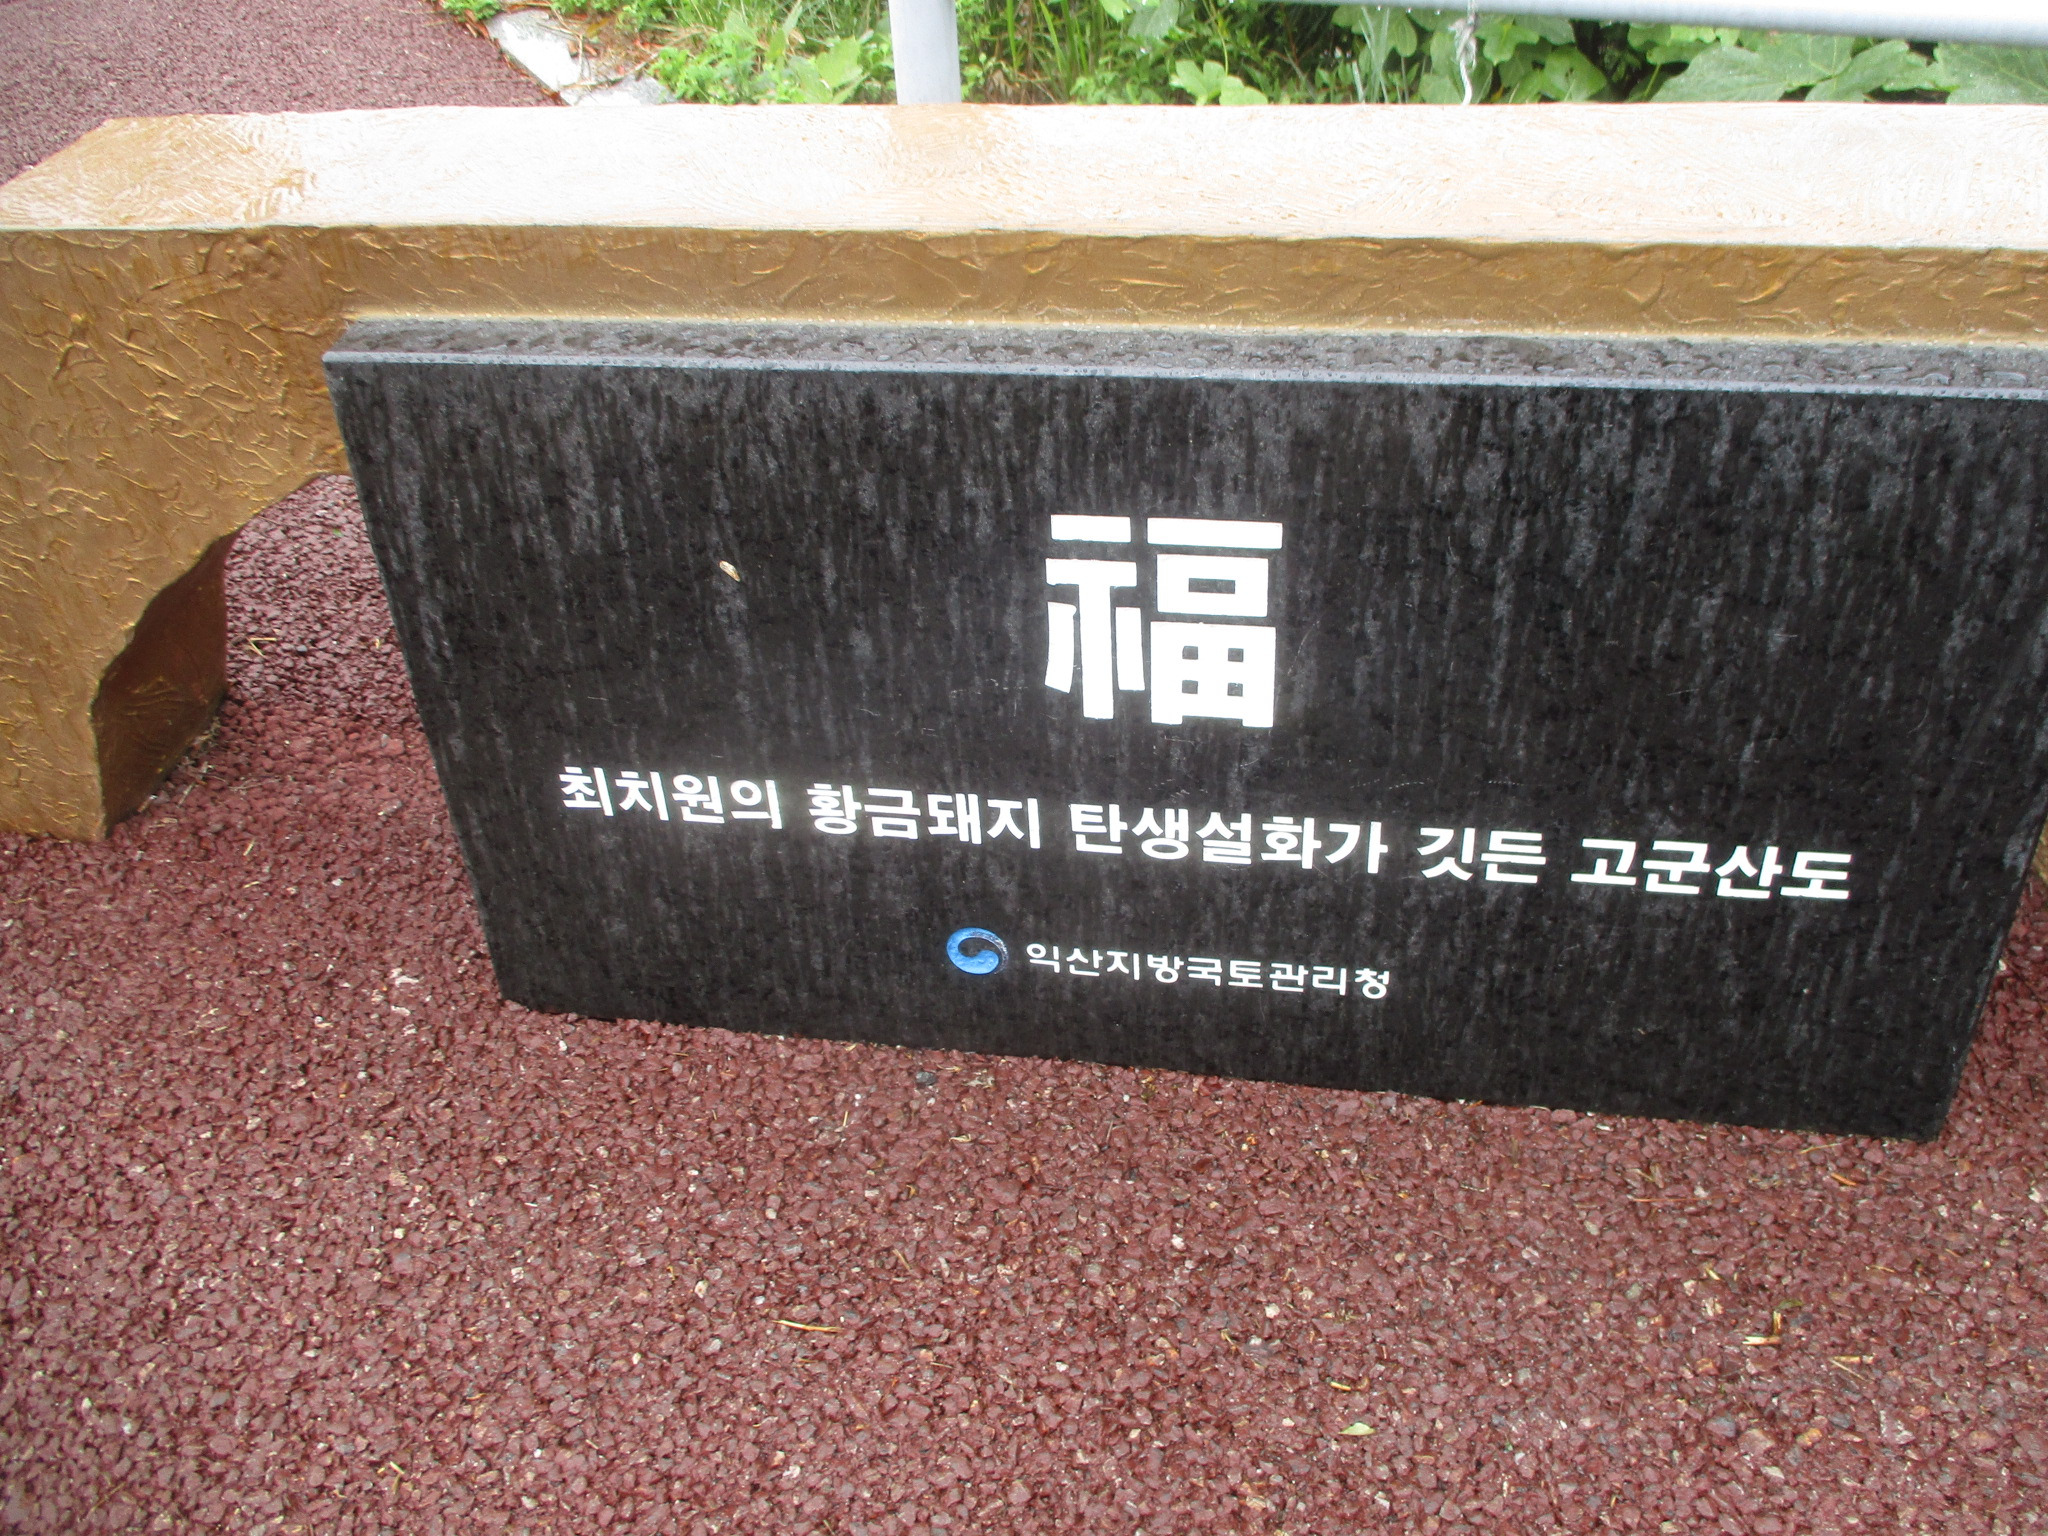 福
최치원의 황금돼지 탄생설화가 깃든 고군산도
익산지방국토관리청